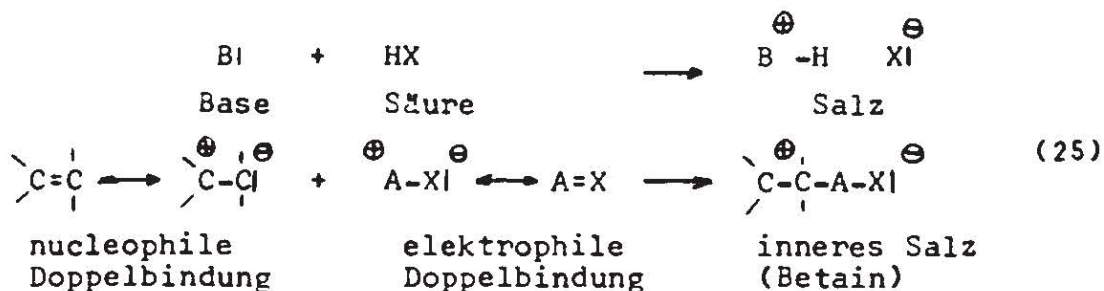 B| + HX ⟶ B⊕–H X|⊖
Base Säure Salz
C=C ⟷ C⊕–C|⊖ + A⊕–X|⊖ ⟷ A=X ⟶ C⊕–C–A–X|⊖ (25)
nucleophile elektrophile inneres Salz
Doppelbindung Doppelbindung (Betain)